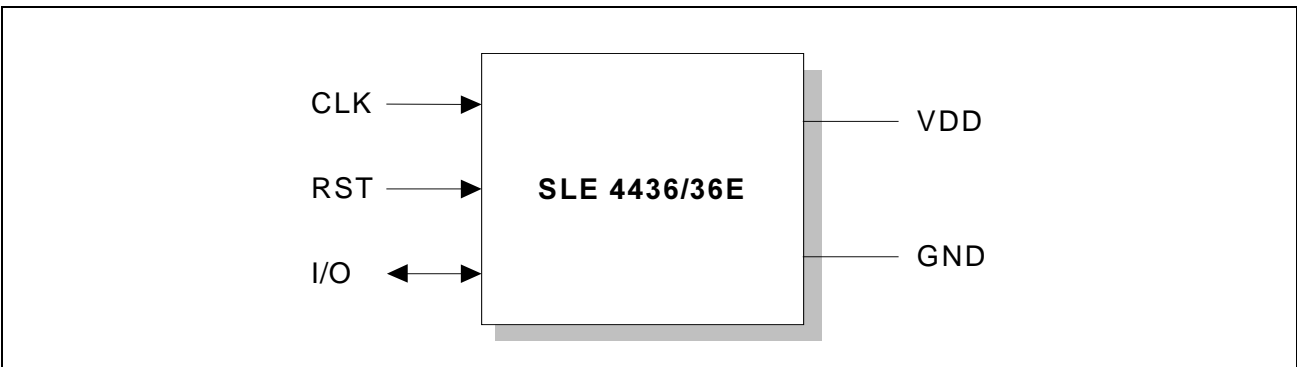 CLK
RST
I/O
SLE 4436/36E
VDD
GND